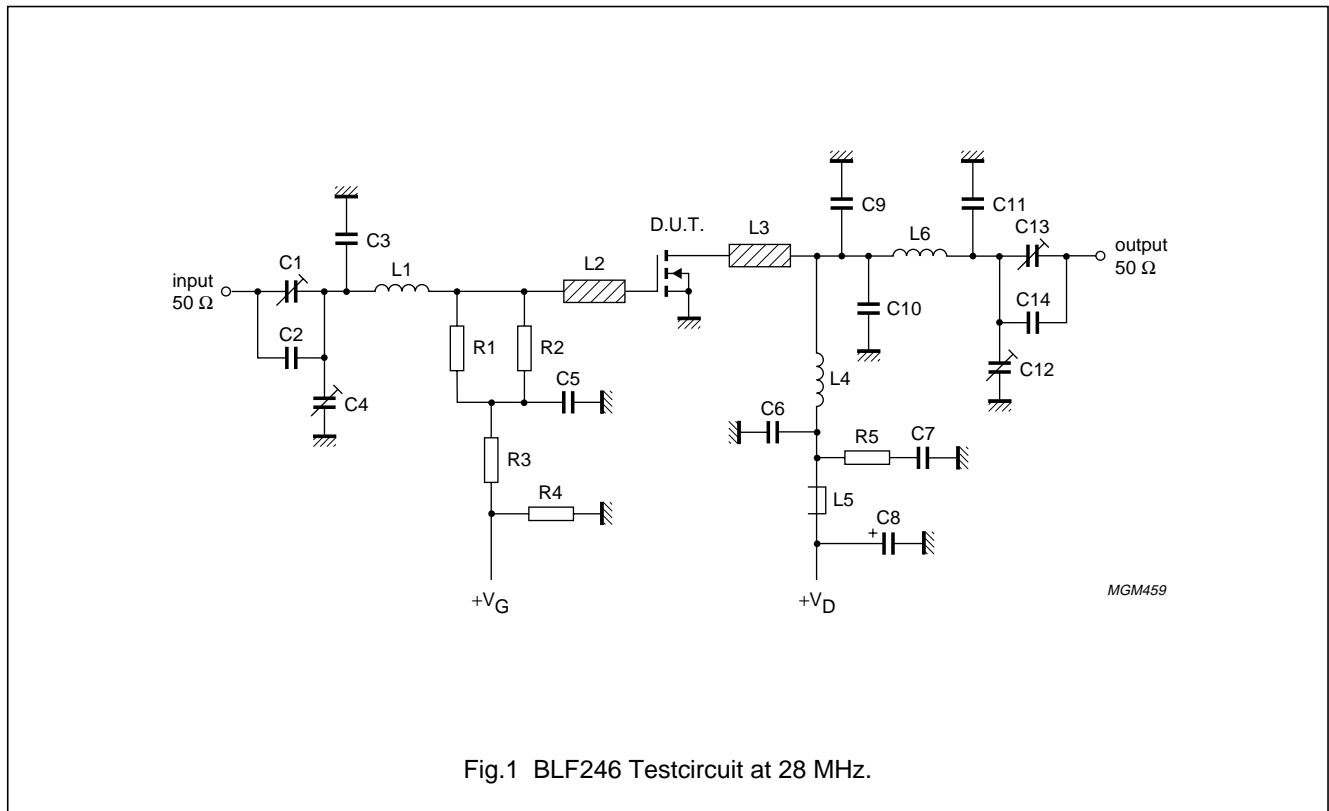 C9
C11
D.U.T.
L3
L6
C13
output
50 Ω
C3
C1
L1
L2
input
50 Ω
C10
C14
C2
R1
R2
C12
C5
L4
C4
C6
R5
C7
R3
L5
R4
C8
+
MGM459
+VG
+VD
Fig.1 BLF246 Testcircuit at 28 MHz.